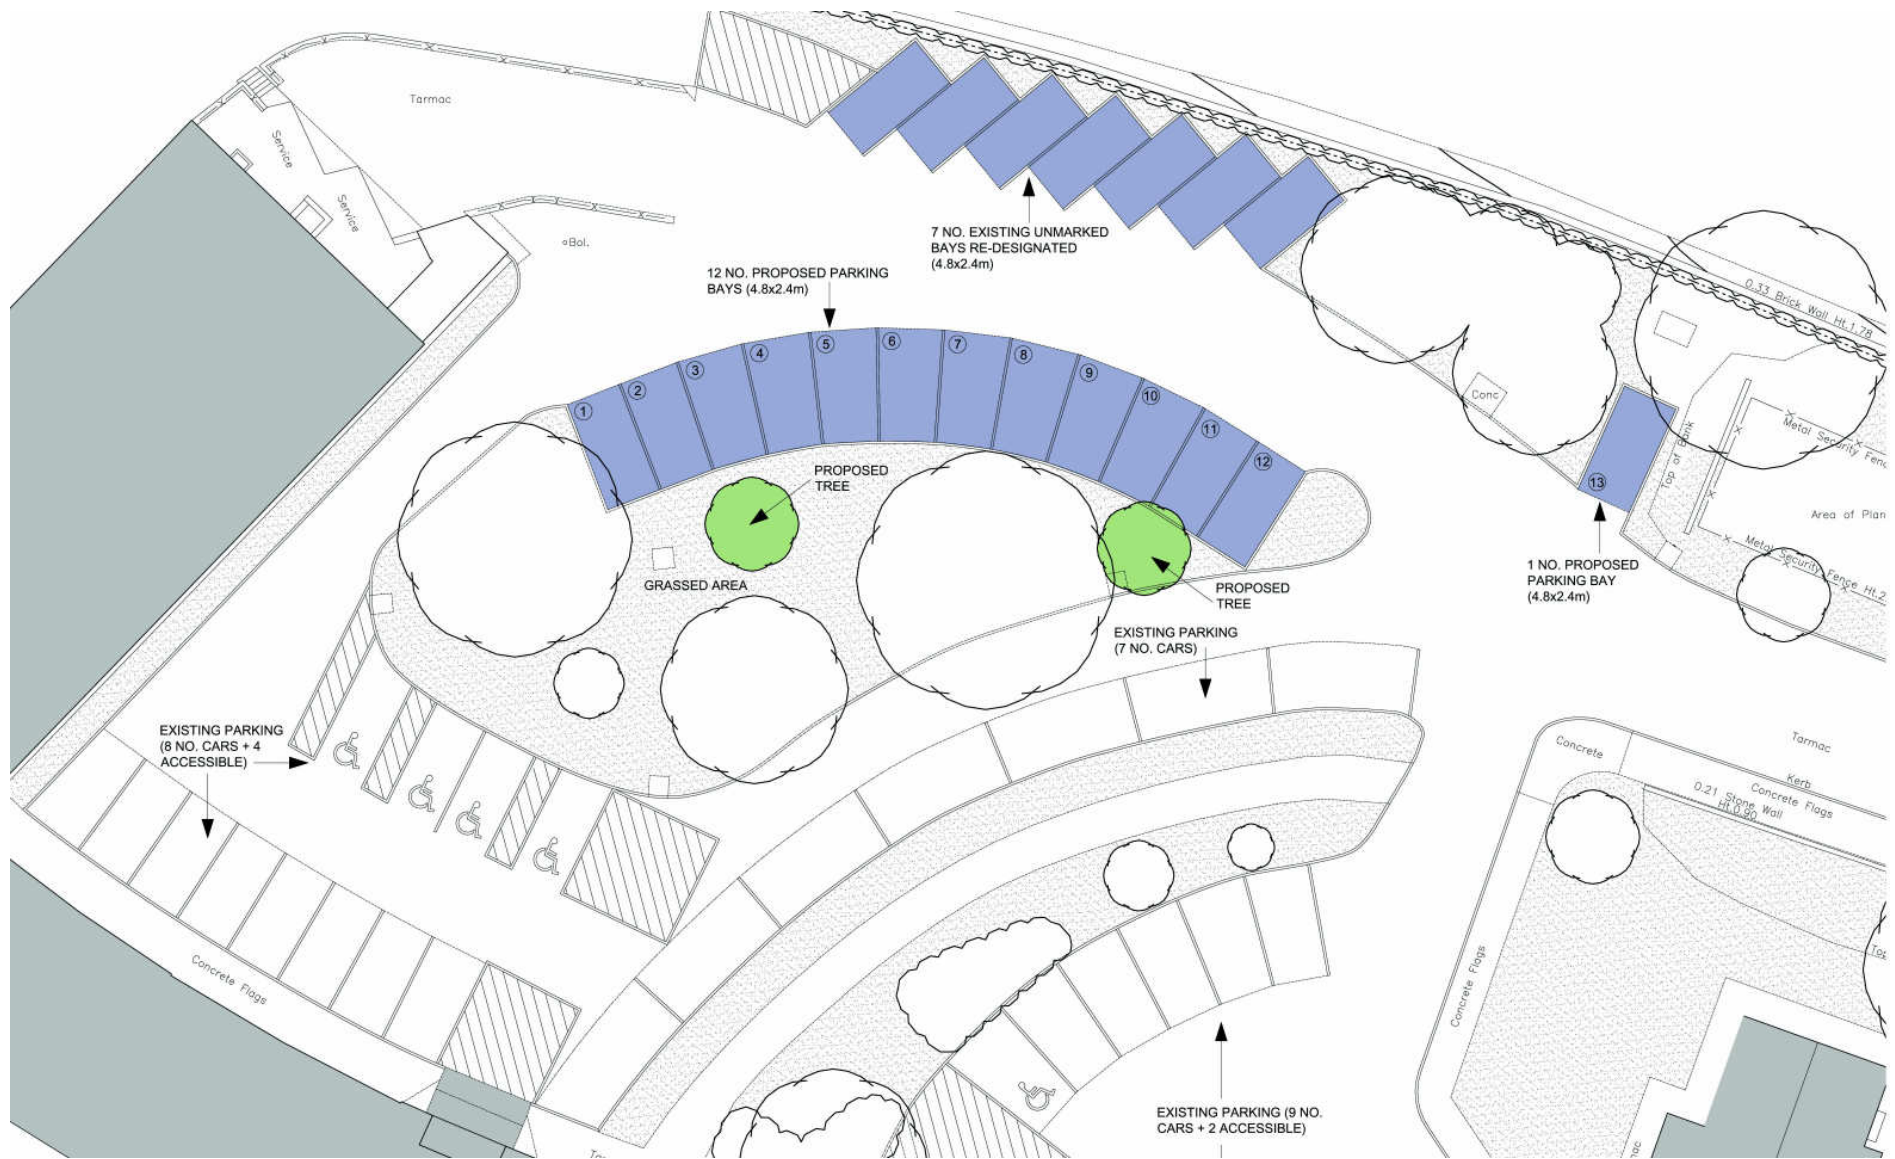 Tarmac
Service
Service
Bol.
7 NO. EXISTING UNMARKED
BAYS RE-DESIGNATED
(4.8x2.4m)
12 NO. PROPOSED PARKING
BAYS (4.8x2.4m)
0.33 Brick Wall Ht.1.78
1
2
3
4
5
6
7
8
9
10
11
12
Conc
Metal Security Fenc
Top of Bank
PROPOSED
TREE
13
Area of Plan
GRASSED AREA
Metal Security Fence Ht.2
1 NO. PROPOSED
PARKING BAY
(4.8x2.4m)
PROPOSED
TREE
EXISTING PARKING
(7 NO. CARS)
EXISTING PARKING
(8 NO. CARS + 4
ACCESSIBLE)
Concrete
Tarmac
Kerb
Concrete Flags
0.21 Stone Wall
Ht.0.90
Concrete Flags
Concrete Flags
Top
EXISTING PARKING (9 NO.
CARS + 2 ACCESSIBLE)